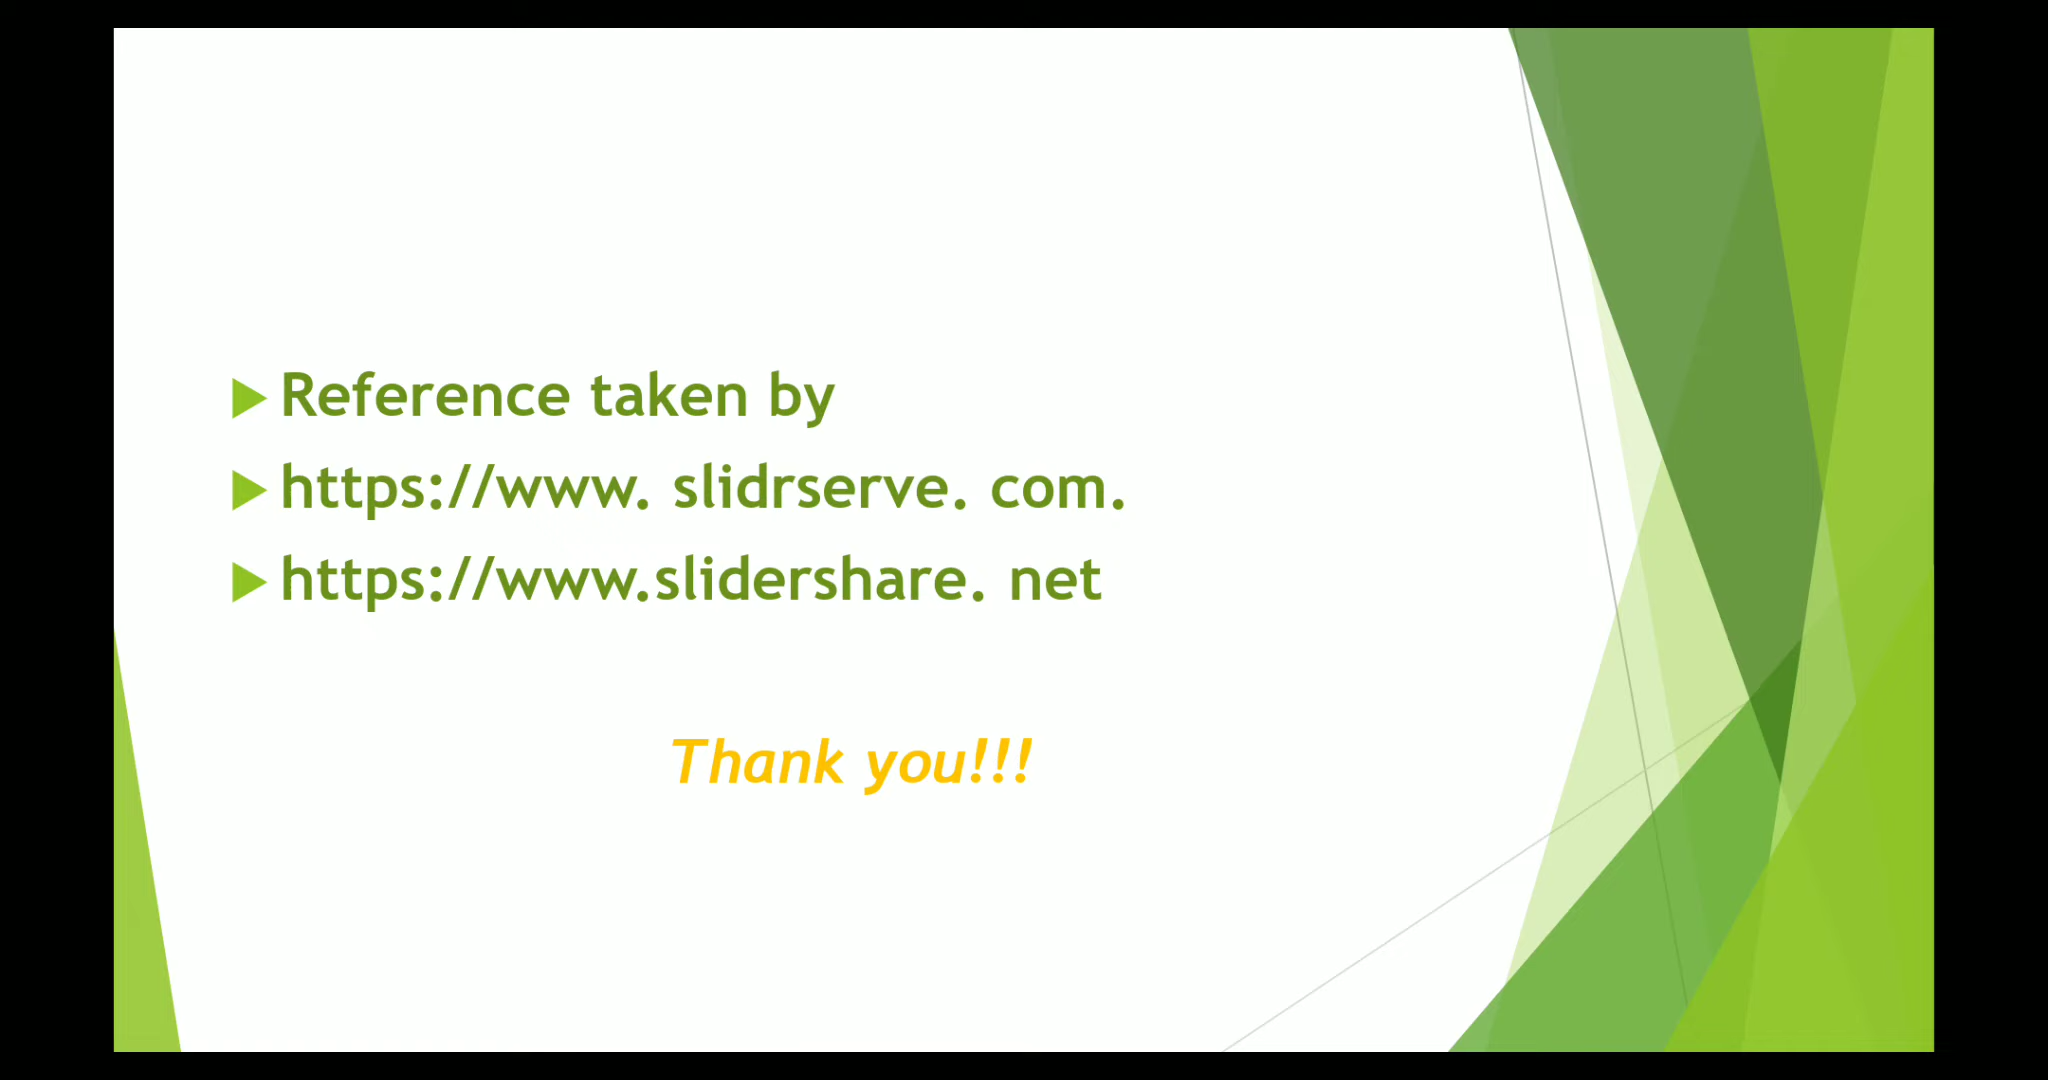 Reference taken by
https://www. slidrserve. com.
https://www.slidershare. net
Thank you!!!